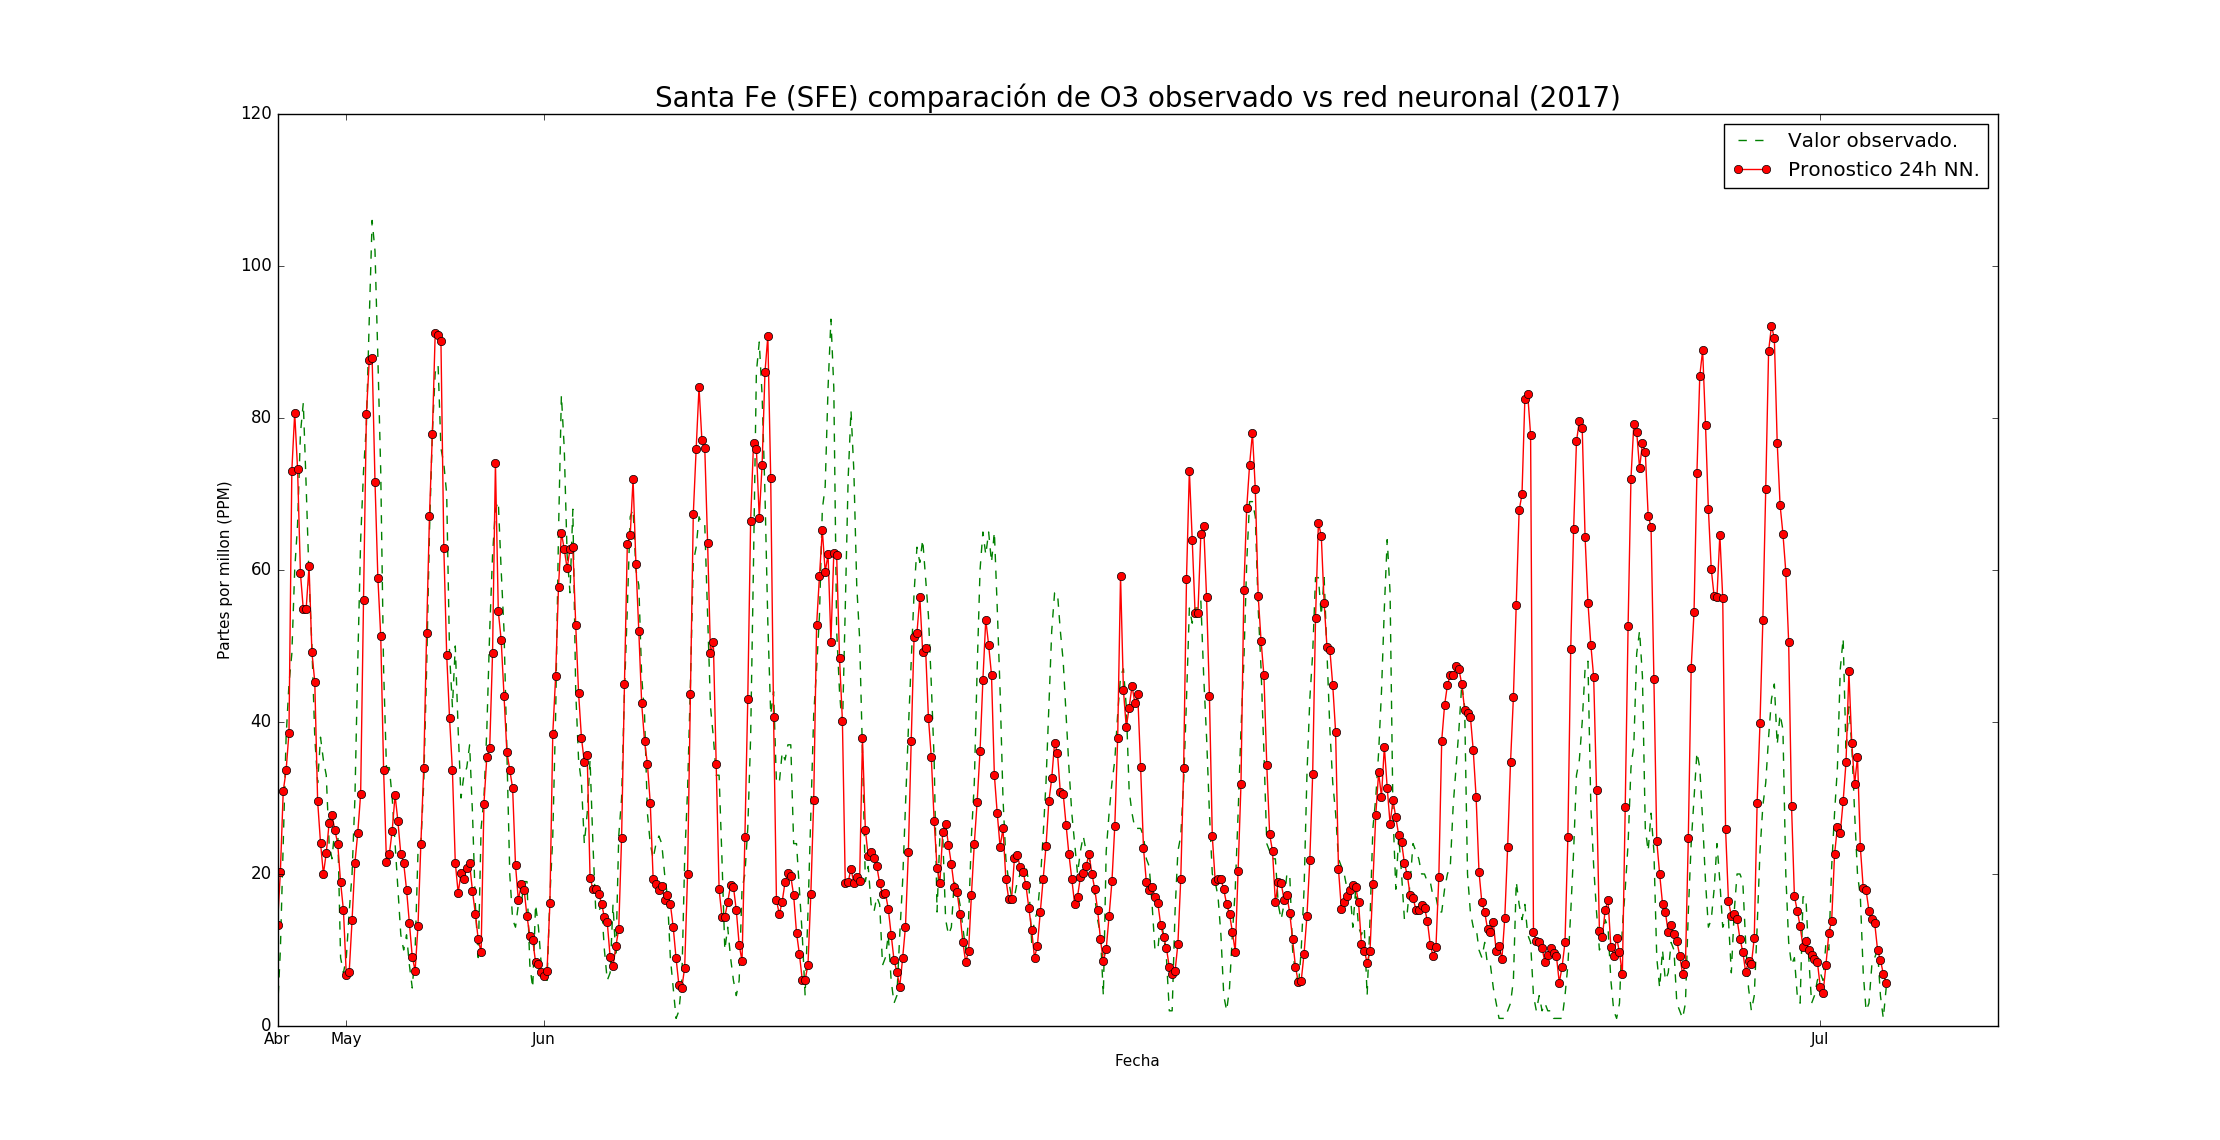 Santa Fe (SFE) comparación de O3 observado vs red neuronal (2017)
120
100
80
60
40
20
0
Partes por millon (PPM)
Valor observado.
Pronostico 24h NN.
Abr May Jun Jul
Fecha